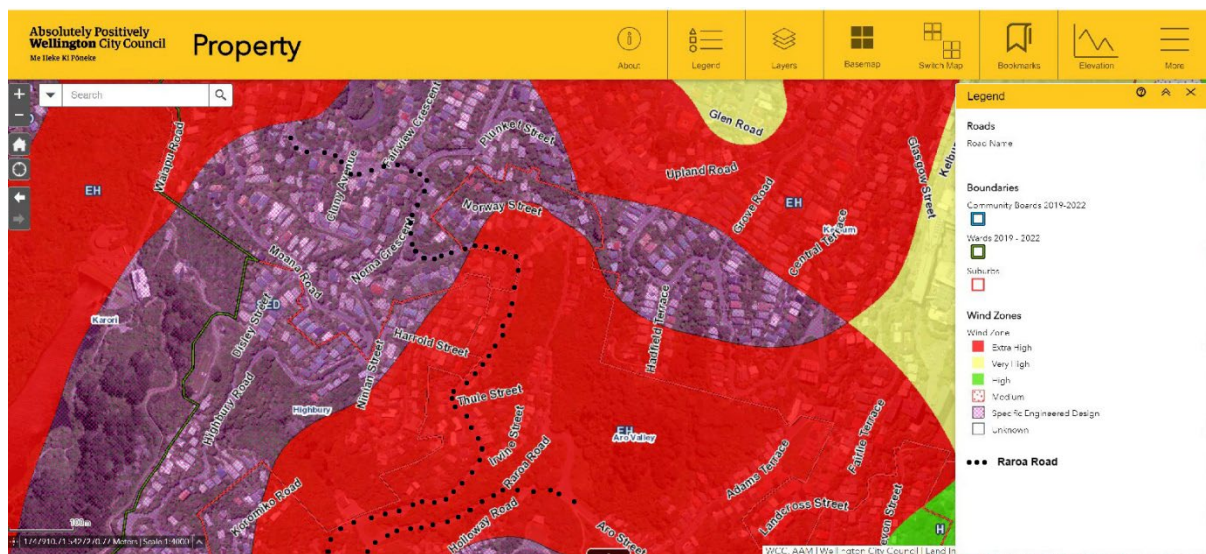 Absolutely Positively
Wellington City Council
Me Heke Ki Pōneke
Property
About
Legend
Layers
Basemap
Switch Map
Bookmarks
Elevation
More
Search
Legend
Roads
Road Name
Boundaries
Community Boards 2019-2022
Wards 2019 - 2022
Suburbs
Wind Zones
Wind Zone
Extra High
Very High
High
Medium
Specific Engineered Design
Unknown
Raroa Road
Glen Road
Upland Road
Glasgow Street
Grove Road
Central Terrace
EH
Plunket Street
Fairview Crescent
Cluny Avenue
Waiapu Road
EH
Norway Street
Norna Crescent
Moana Road
Disley Street
Karori
Harrold Street
Hadfield Terrace
Ninian Street
Highbury
Highbury Road
Thule Street
Irvine Street
Raroa Road
EH
Aro Valley
Adams Terrace
Fairlie Terrace
Landcross Street
Koromiko Road
Holloway Road
Aro Street
H
100m